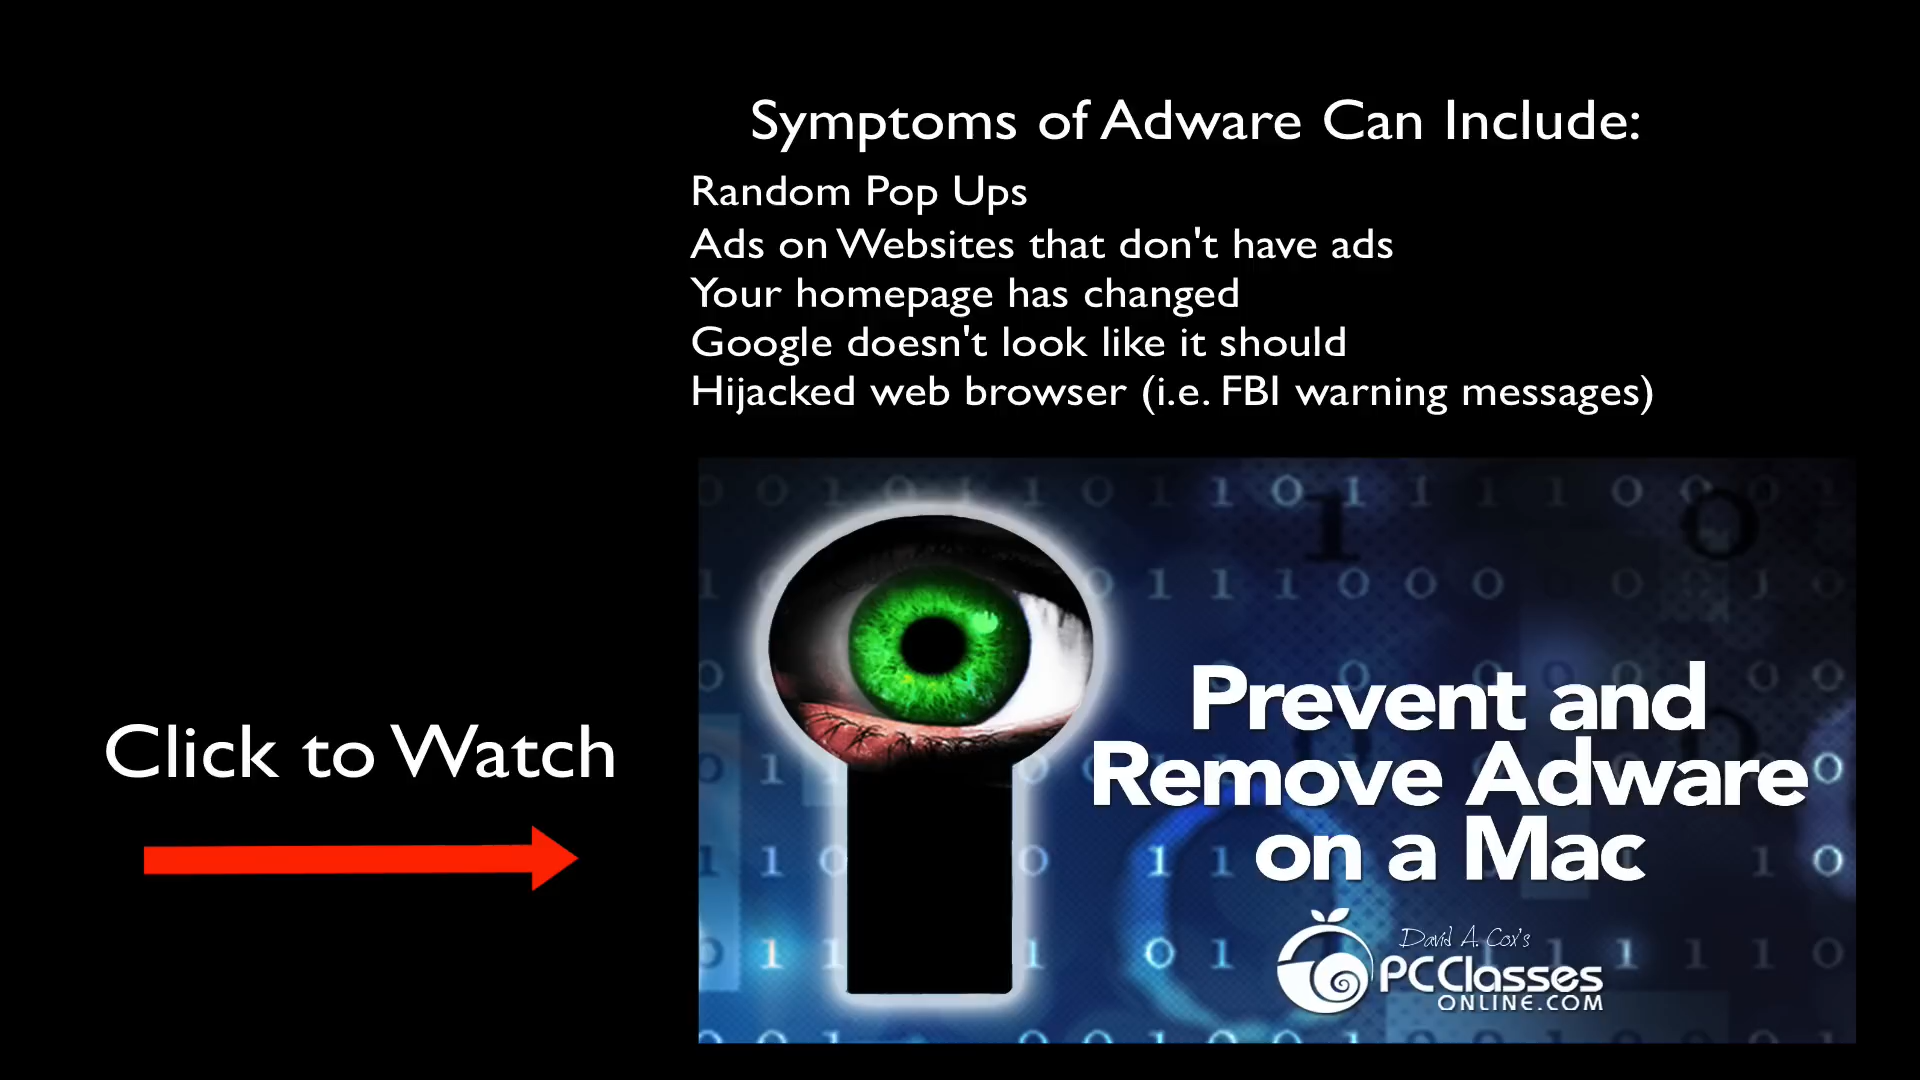 Symptoms of Adware Can Include:
Random Pop Ups
Ads on Websites that don't have ads
Your homepage has changed
Google doesn't look like it should
Hijacked web browser (i.e. FBI warning messages)
Click to Watch
Prevent and
Remove Adware
on a Mac
David A. Cox's
PCClasses
ONLINE.COM